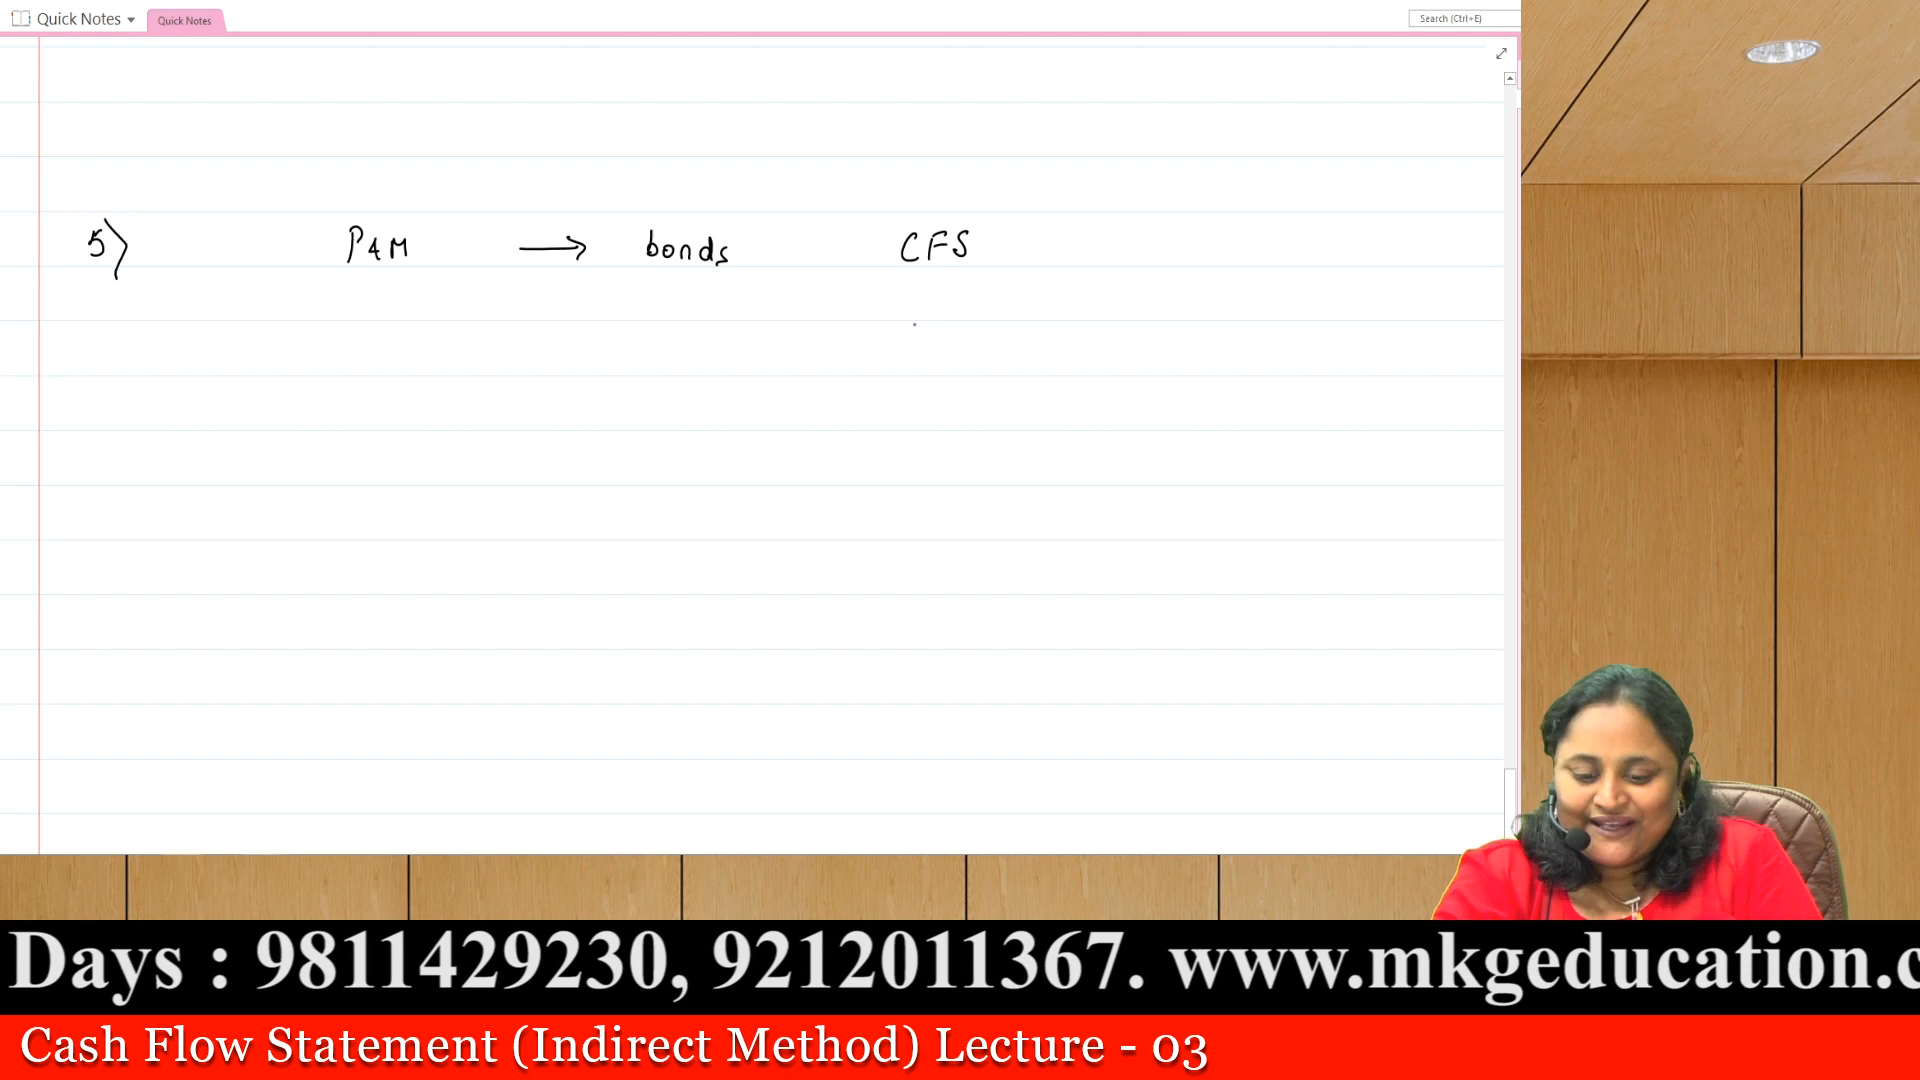 Quick Notes Quick Notes Search (Ctrl+E)
5) P&M → bonds CFS
Days : 9811429230, 9212011367. www.mkgeducation.c
Cash Flow Statement (Indirect Method) Lecture - 03